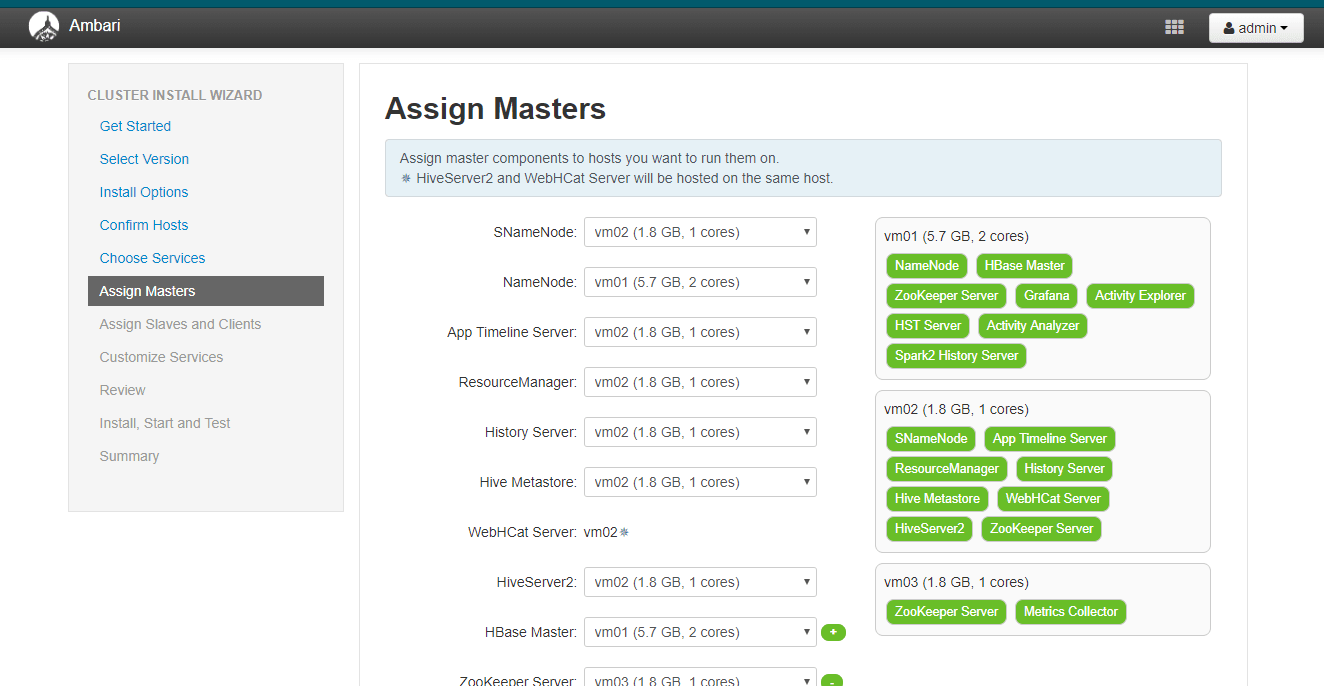 Ambari
admin
CLUSTER INSTALL WIZARD
Get Started
Select Version
Install Options
Confirm Hosts
Choose Services
Assign Masters
Assign Slaves and Clients
Customize Services
Review
Install, Start and Test
Summary
Assign Masters
Assign master components to hosts you want to run them on.
✵ HiveServer2 and WebHCat Server will be hosted on the same host.
SNameNode: vm02 (1.8 GB, 1 cores)
NameNode: vm01 (5.7 GB, 2 cores)
App Timeline Server: vm02 (1.8 GB, 1 cores)
ResourceManager: vm02 (1.8 GB, 1 cores)
History Server: vm02 (1.8 GB, 1 cores)
Hive Metastore: vm02 (1.8 GB, 1 cores)
WebHCat Server: vm02✵
HiveServer2: vm02 (1.8 GB, 1 cores)
HBase Master: vm01 (5.7 GB, 2 cores) +
ZooKeeper Server: vm03 (1.8 GB, 1 cores) -
vm01 (5.7 GB, 2 cores)
NameNode HBase Master
ZooKeeper Server Grafana Activity Explorer
HST Server Activity Analyzer
Spark2 History Server
vm02 (1.8 GB, 1 cores)
SNameNode App Timeline Server
ResourceManager History Server
Hive Metastore WebHCat Server
HiveServer2 ZooKeeper Server
vm03 (1.8 GB, 1 cores)
ZooKeeper Server Metrics Collector